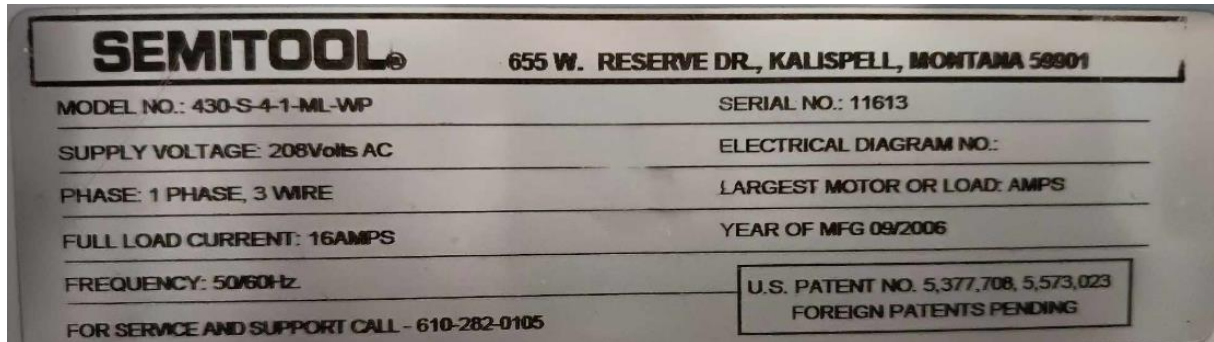 SEMITOOL® 655 W. RESERVE DR., KALISPELL, MONTANA 59901
MODEL NO.: 430-S-4-1-ML-WP SERIAL NO.: 11613
SUPPLY VOLTAGE: 208Volts AC ELECTRICAL DIAGRAM NO.:
PHASE: 1 PHASE, 3 WIRE LARGEST MOTOR OR LOAD: AMPS
FULL LOAD CURRENT: 16AMPS YEAR OF MFG 09/2006
FREQUENCY: 50/60Hz. U.S. PATENT NO. 5,377,708, 5,573,023
FOREIGN PATENTS PENDING
FOR SERVICE AND SUPPORT CALL - 610-282-0105